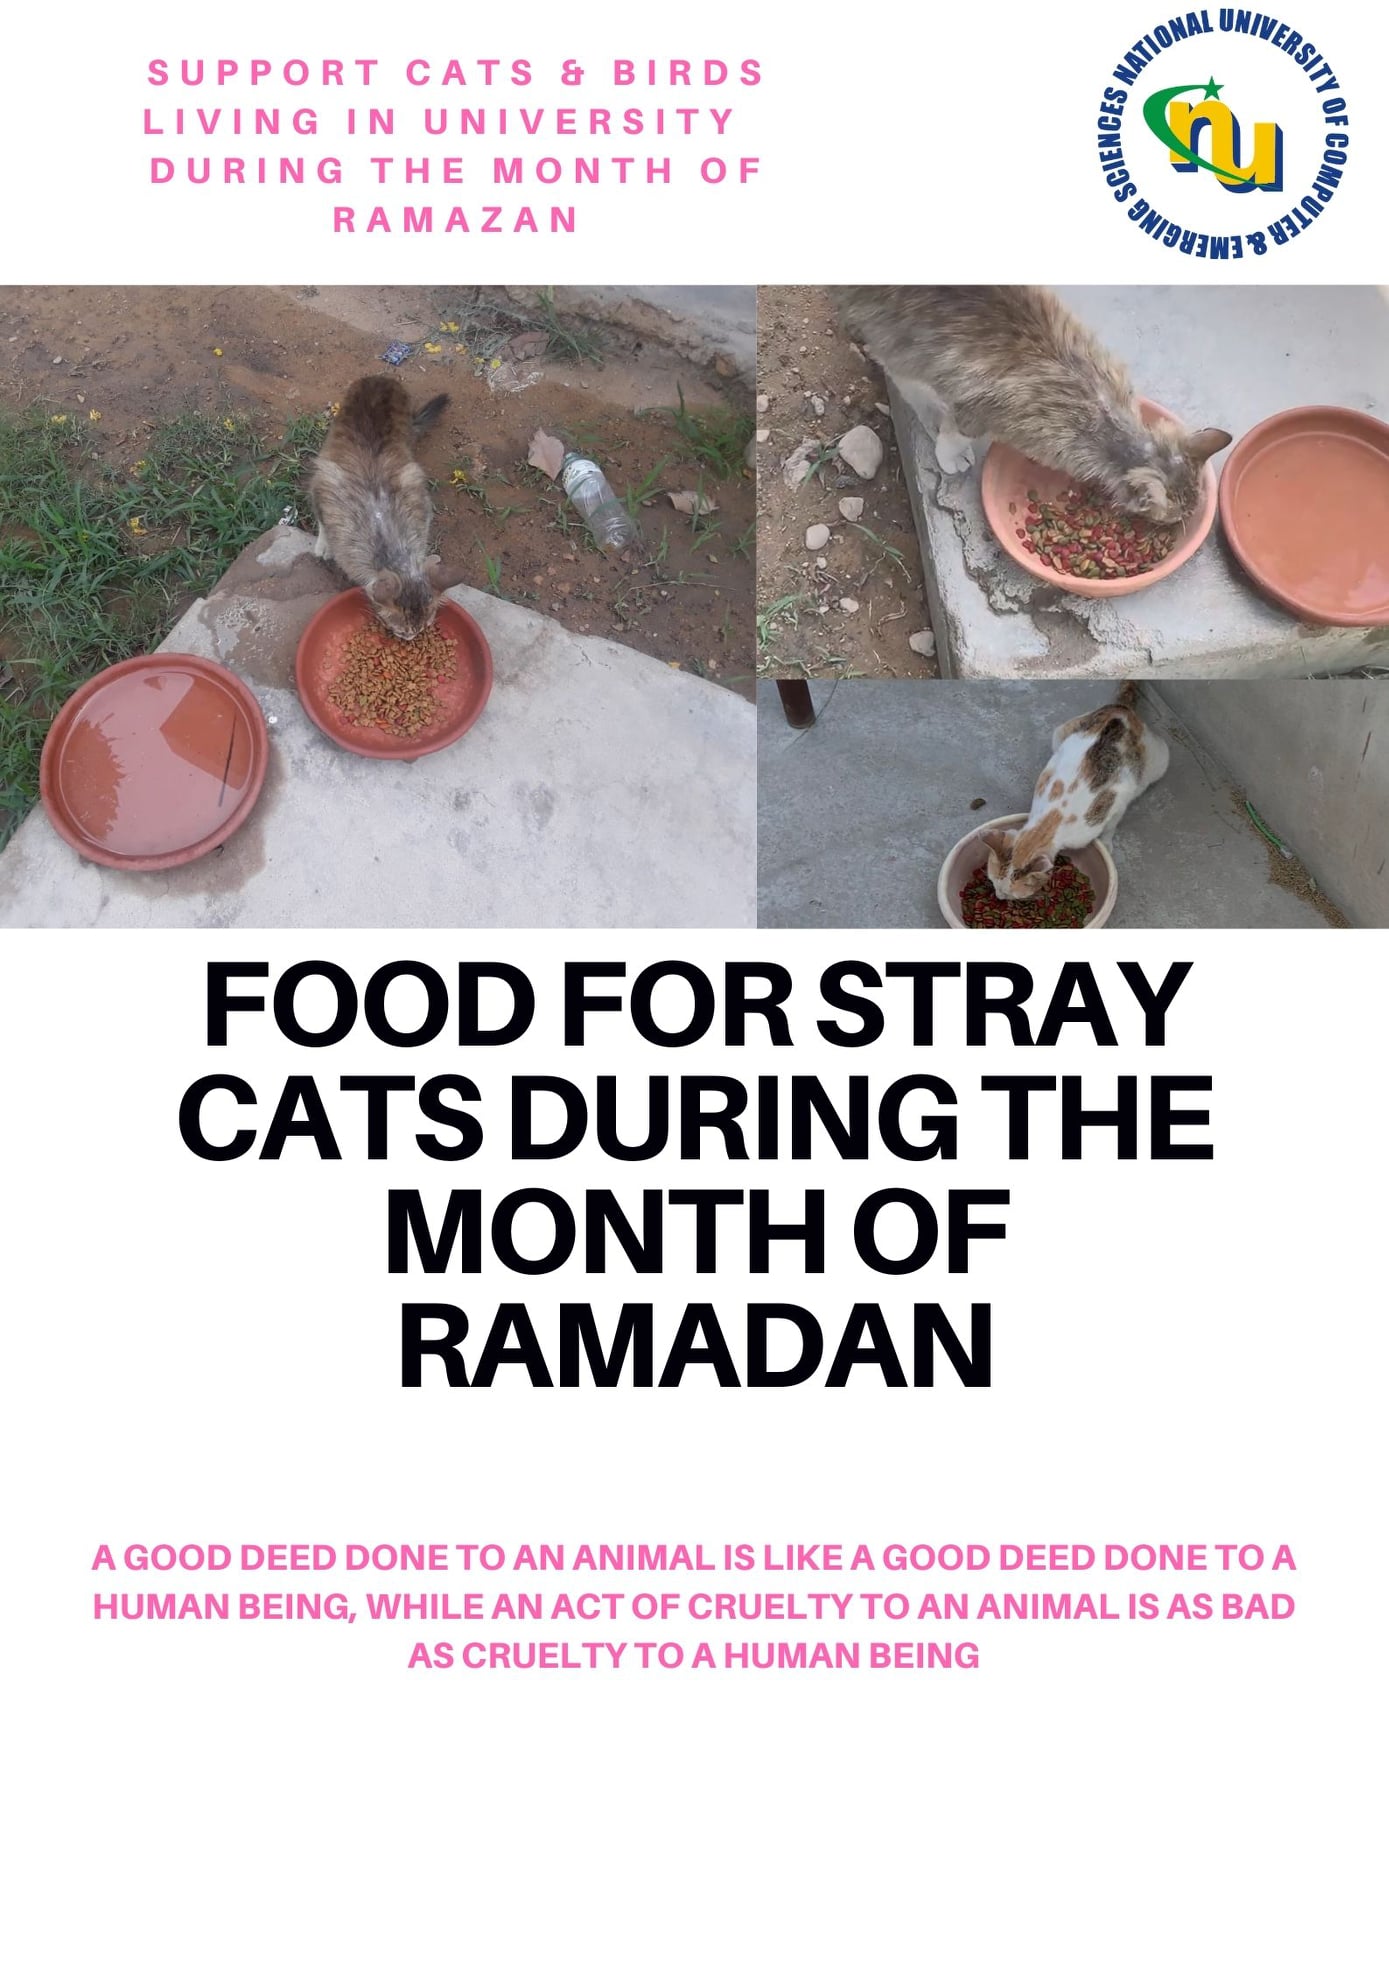 SUPPORT CATS & BIRDS
LIVING IN UNIVERSITY
DURING THE MONTH OF
RAMAZAN
NATIONAL UNIVERSITY OF COMPUTER & EMERGING SCIENCES
nu
FOOD FOR STRAY
CATS DURING THE
MONTH OF
RAMADAN
A GOOD DEED DONE TO AN ANIMAL IS LIKE A GOOD DEED DONE TO A
HUMAN BEING, WHILE AN ACT OF CRUELTY TO AN ANIMAL IS AS BAD
AS CRUELTY TO A HUMAN BEING